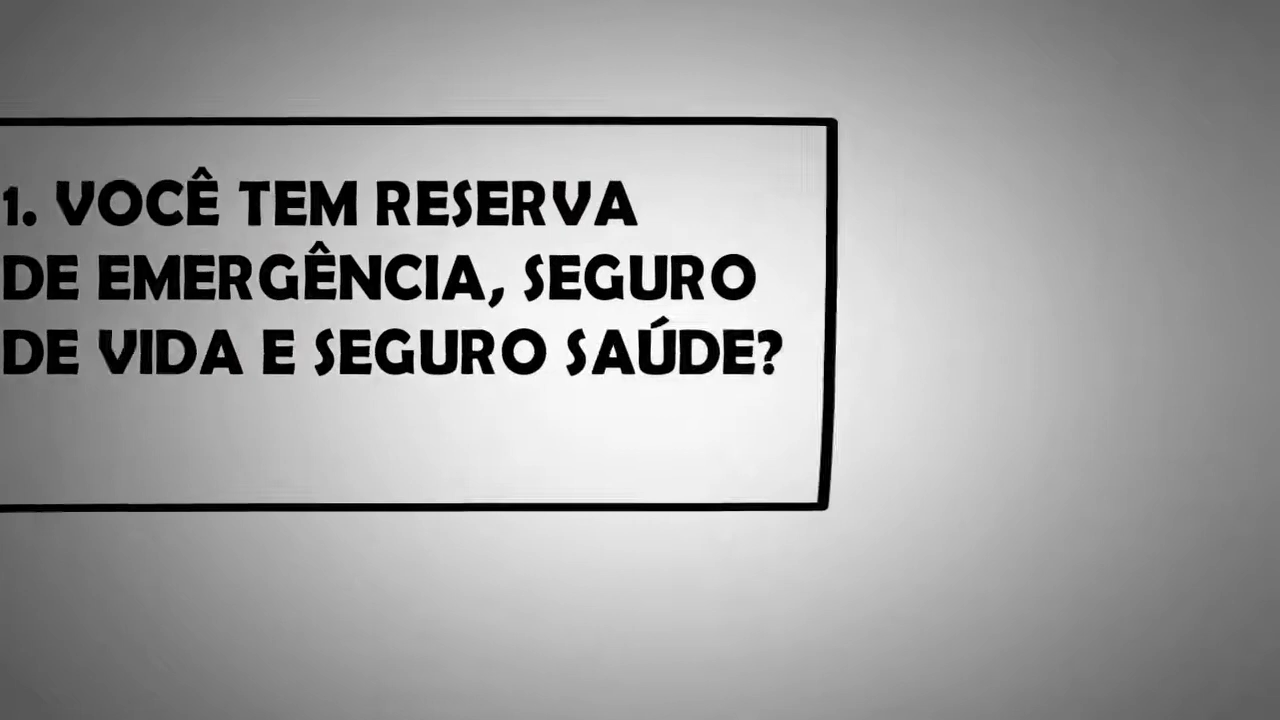 1. VOCÊ TEM RESERVA
DE EMERGÊNCIA, SEGURO
DE VIDA E SEGURO SAÚDE?